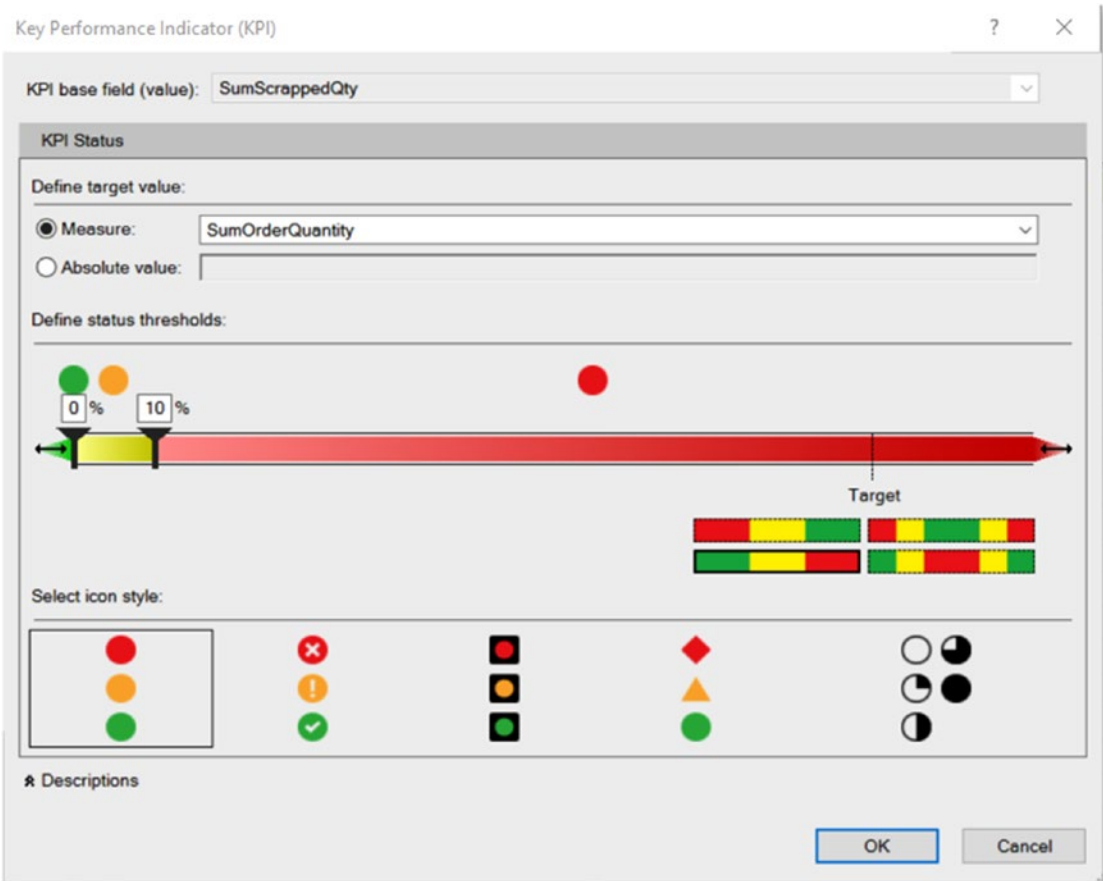 Key Performance Indicator (KPI) ?
KPI base field (value): SumScrappedQty
KPI Status
Define target value:
Measure: SumOrderQuantity
Absolute value:
Define status thresholds:
0 % 10 %
Target
Select icon style:
Descriptions
OK Cancel